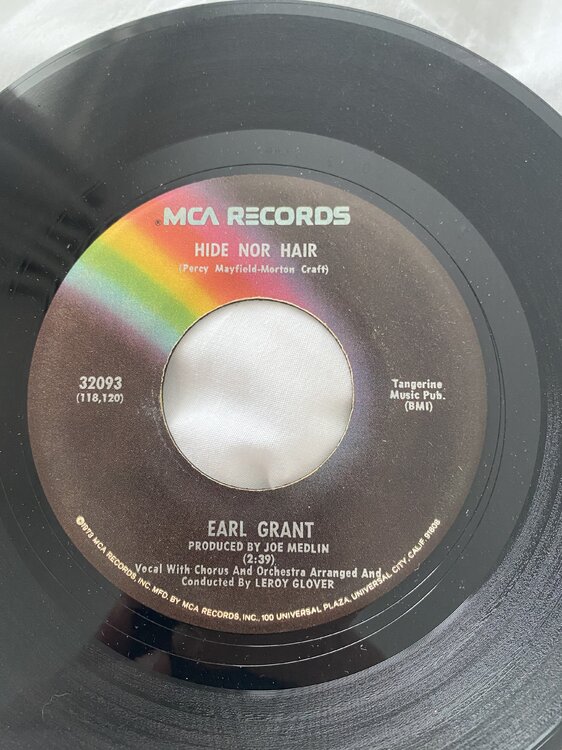 ® MCA RECORDS
HIDE NOR HAIR
(Percy Mayfield-Morton Craft)
32093
(118,120)
Tangerine
Music Pub.
(BMI)
EARL GRANT
PRODUCED BY JOE MEDLIN
(2:39)
Vocal With Chorus And Orchestra Arranged And
Conducted By LEROY GLOVER
©1973 MCA RECORDS, INC. MFD. BY MCA RECORDS, INC., 100 UNIVERSAL PLAZA, UNIVERSAL CITY, CALIF. 91608